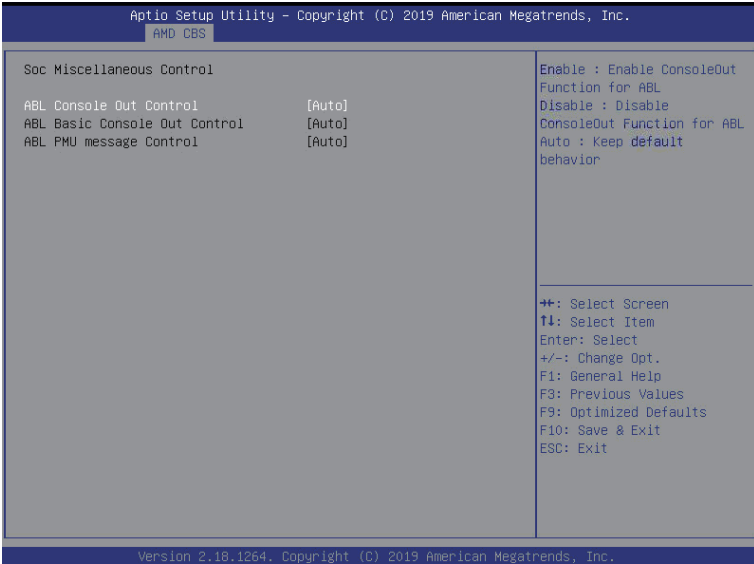 Aptio Setup Utility – Copyright (C) 2019 American Megatrends, Inc.
AMD CBS
Soc Miscellaneous Control
ABL Console Out Control [Auto]
ABL Basic Console Out Control [Auto]
ABL PMU message Control [Auto]
Enable : Enable ConsoleOut
Function for ABL
Disable : Disable
ConsoleOut Function for ABL
Auto : Keep default
behavior
→←: Select Screen
↑↓: Select Item
Enter: Select
+/-: Change Opt.
F1: General Help
F3: Previous Values
F9: Optimized Defaults
F10: Save & Exit
ESC: Exit
Version 2.18.1264. Copyright (C) 2019 American Megatrends, Inc.